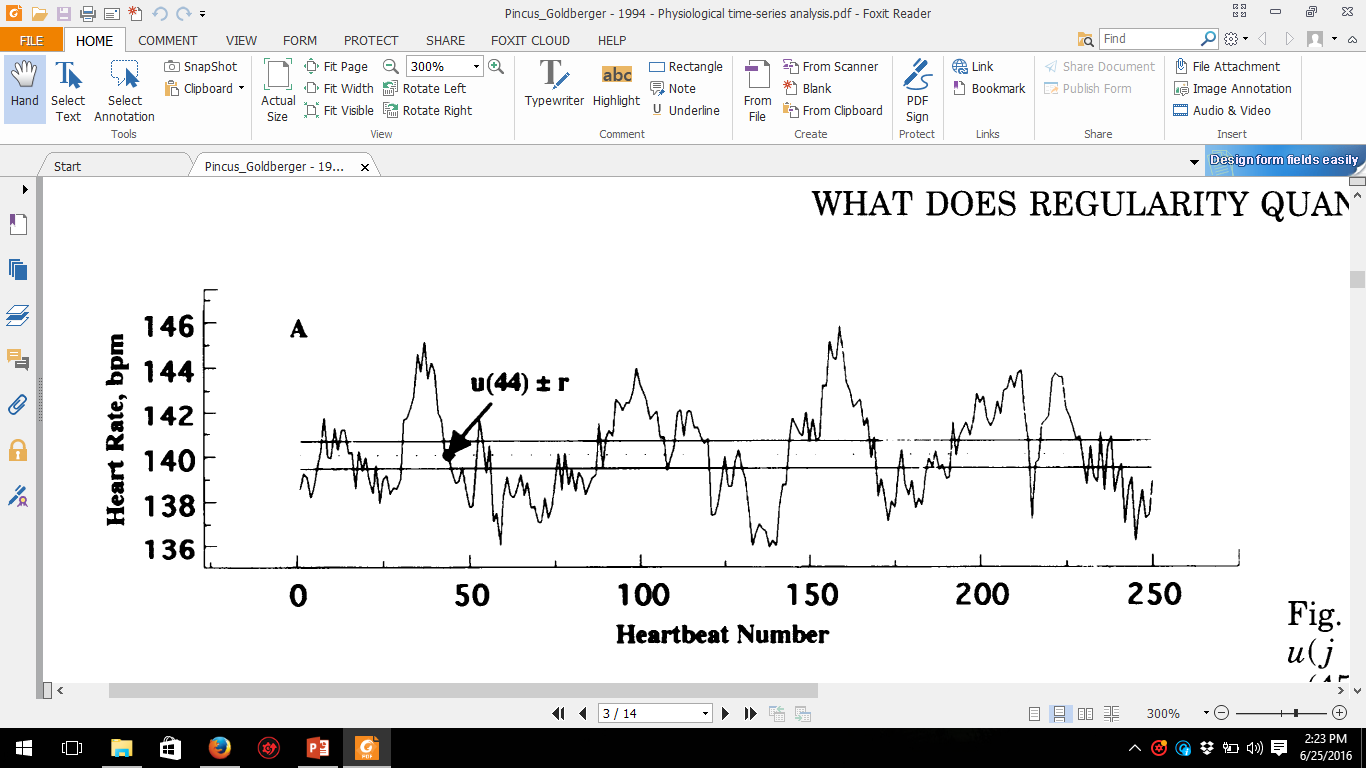 Pincus_Goldberger - 1994 - Physiological time-series analysis.pdf - Foxit Reader
FILE HOME COMMENT VIEW FORM PROTECT SHARE FOXIT CLOUD HELP
Find
Hand
Select Text
Select Annotation
SnapShot
Clipboard
Tools
Actual Size
Fit Page
Fit Width
Fit Visible
300%
Rotate Left
Rotate Right
View
Typewriter
Highlight
Rectangle
Note
Underline
Comment
From File
From Scanner
Blank
From Clipboard
Create
PDF Sign
Protect
Link
Bookmark
Links
Share Document
Publish Form
Share
File Attachment
Image Annotation
Audio & Video
Insert
Start
Pincus_Goldberger - 19...
Design form fields easily
WHAT DOES REGULARITY QUAN
A
u(44) ± r
Heart Rate, bpm
146
144
142
140
138
136
0 50 100 150 200 250
Heartbeat Number
Fig.
u(j
3 / 14
300%
2:23 PM
6/25/2016